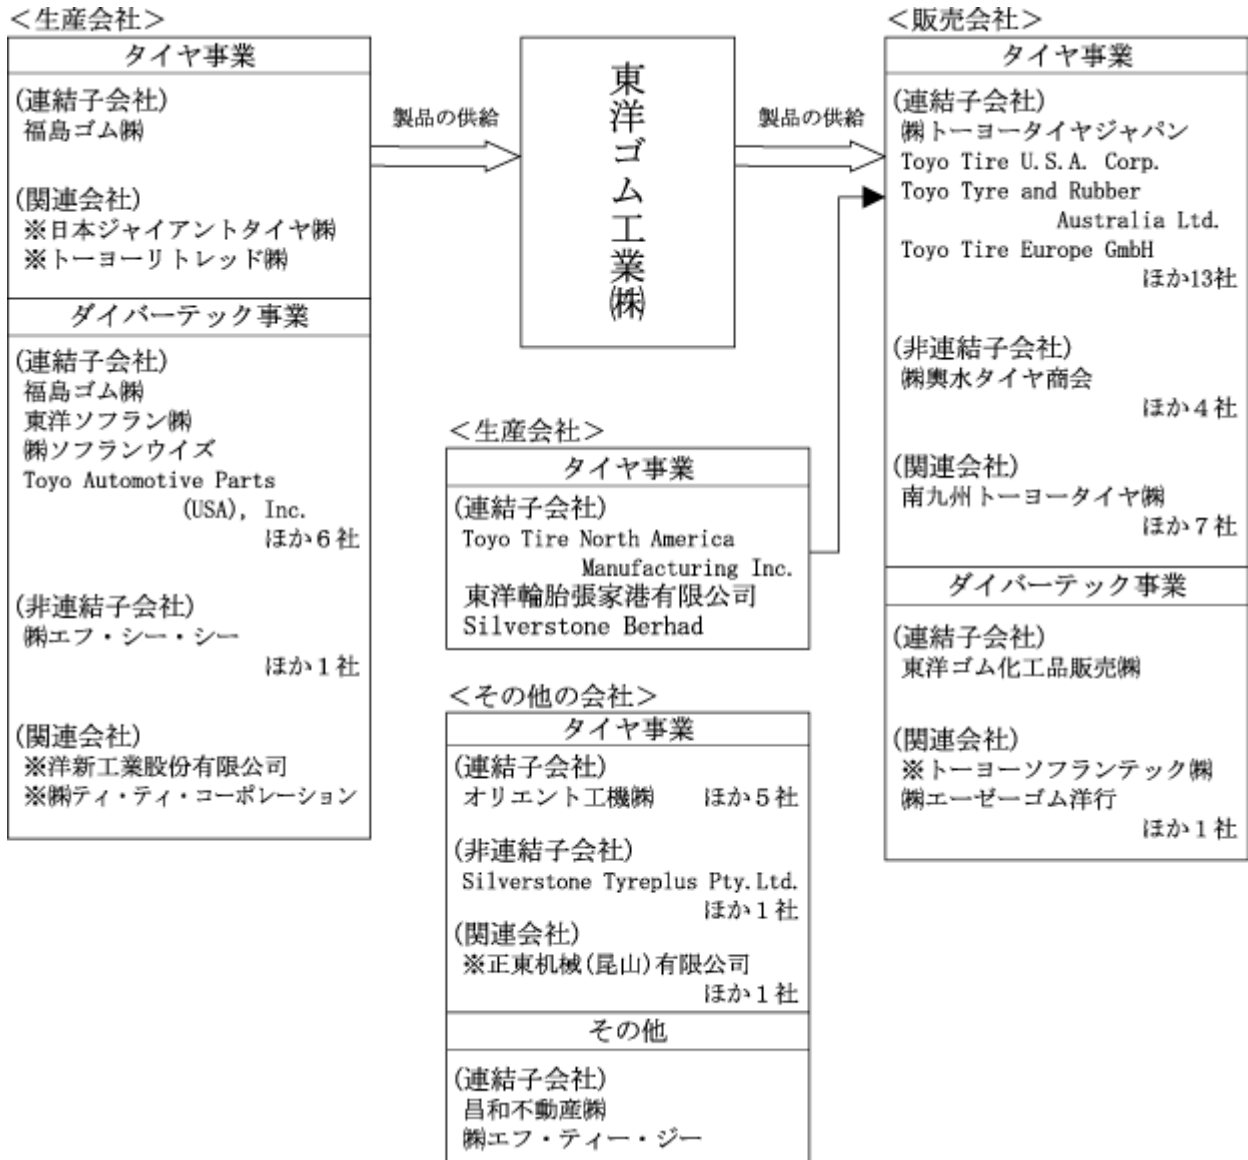 ＜生産会社＞
タイヤ事業
(連結子会社)
福島ゴム㈱
(関連会社)
※日本ジャイアントタイヤ㈱
※トーヨーリトレッド㈱
ダイバーテック事業
(連結子会社)
福島ゴム㈱
東洋ソフラン㈱
㈱ソフランウイズ
Toyo Automotive Parts
(USA), Inc.
ほか６社
(非連結子会社)
㈱エフ・シー・シー
ほか１社
(関連会社)
※洋新工業股份有限公司
※㈱ティ・ティ・コーポレーション
製品の供給
東洋ゴム工業㈱
製品の供給
＜生産会社＞
タイヤ事業
(連結子会社)
Toyo Tire North America
Manufacturing Inc.
東洋輪胎張家港有限公司
Silverstone Berhad
＜その他の会社＞
タイヤ事業
(連結子会社)
オリエント工機㈱　ほか５社
(非連結子会社)
Silverstone Tyreplus Pty.Ltd.
ほか１社
(関連会社)
※正東机械(昆山)有限公司
ほか１社
その他
(連結子会社)
昌和不動産㈱
㈱エフ・ティー・ジー
＜販売会社＞
タイヤ事業
(連結子会社)
㈱トーヨータイヤジャパン
Toyo Tire U.S.A. Corp.
Toyo Tyre and Rubber
Australia Ltd.
Toyo Tire Europe GmbH
ほか13社
(非連結子会社)
㈱興水タイヤ商会
ほか４社
(関連会社)
南九州トーヨータイヤ㈱
ほか７社
ダイバーテック事業
(連結子会社)
東洋ゴム化工品販売㈱
(関連会社)
※トーヨーソフランテック㈱
㈱エーゼーゴム洋行
ほか１社